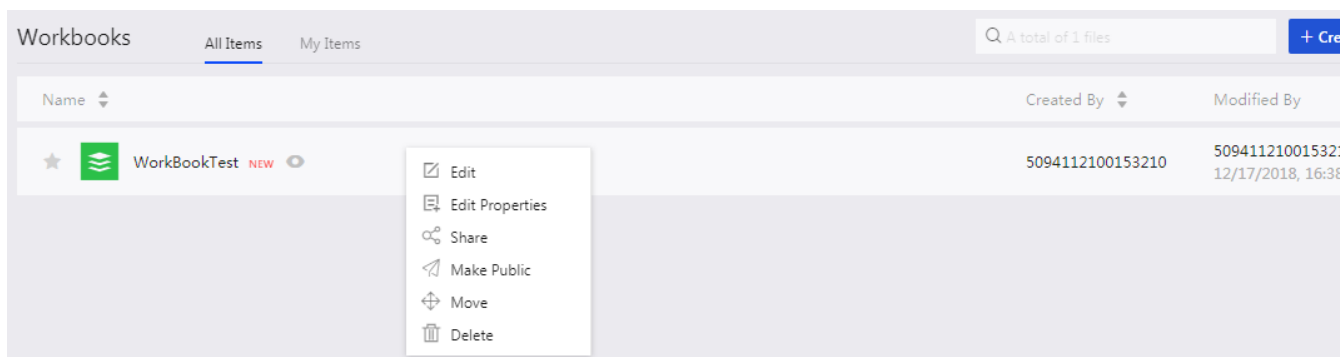 Workbooks All Items My Items A total of 1 files + Cre
Name Created By Modified By
WorkBookTest NEW 5094112100153210 509411210015321
12/17/2018, 16:38
Edit
Edit Properties
Share
Make Public
Move
Delete